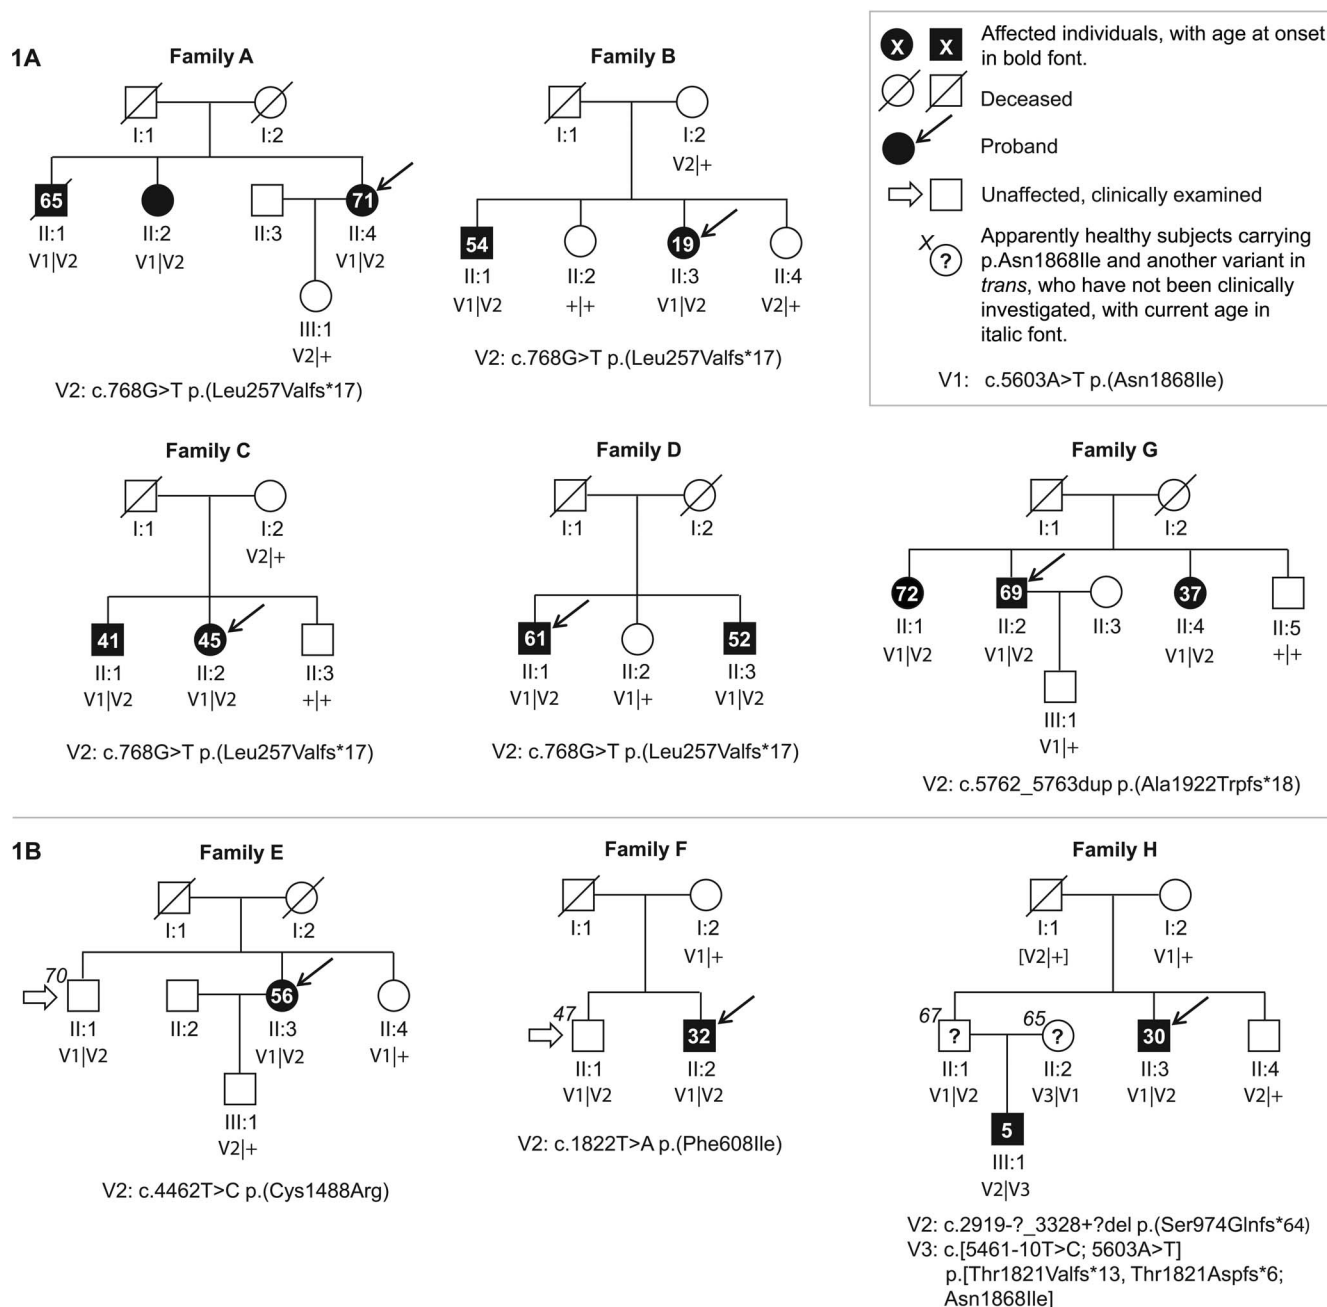 1A
Family A
I:1 I:2
65 71
II:1 II:2 II:3 II:4
V1|V2 V1|V2 V1|V2
III:1
V2|+
V2: c.768G>T p.(Leu257Valfs*17)
Family B
I:1 I:2
V2|+
54 19
II:1 II:2 II:3 II:4
V1|V2 +|+ V1|V2 V2|+
V2: c.768G>T p.(Leu257Valfs*17)
X X Affected individuals, with age at onset
in bold font.
Deceased
Proband
Unaffected, clinically examined
X ? Apparently healthy subjects carrying
p.Asn1868Ile and another variant in
trans, who have not been clinically
investigated, with current age in
italic font.
V1: c.5603A>T p.(Asn1868Ile)
Family C
I:1 I:2
V2|+
41 45
II:1 II:2 II:3
V1|V2 V1|V2 +|+
V2: c.768G>T p.(Leu257Valfs*17)
Family D
I:1 I:2
61 52
II:1 II:2 II:3
V1|V2 V1|+ V1|V2
V2: c.768G>T p.(Leu257Valfs*17)
Family G
I:1 I:2
72 69 37
II:1 II:2 II:3 II:4 II:5
V1|V2 V1|V2 V1|V2 +|+
III:1
V1|+
V2: c.5762_5763dup p.(Ala1922Trpfs*18)
1B
Family E
I:1 I:2
70 56
II:1 II:2 II:3 II:4
V1|V2 V1|V2 V1|+
III:1
V2|+
V2: c.4462T>C p.(Cys1488Arg)
Family F
I:1 I:2
V1|+
47 32
II:1 II:2
V1|V2 V1|V2
V2: c.1822T>A p.(Phe608Ile)
Family H
I:1 I:2
[V2|+] V1|+
67 ? 65 ? 30
II:1 II:2 II:3 II:4
V1|V2 V3|V1 V1|V2 V2|+
5
III:1
V2|V3
V2: c.2919-?_3328+?del p.(Ser974Glnfs*64)
V3: c.[5461-10T>C; 5603A>T]
p.[Thr1821Valfs*13, Thr1821Aspfs*6;
Asn1868Ile]